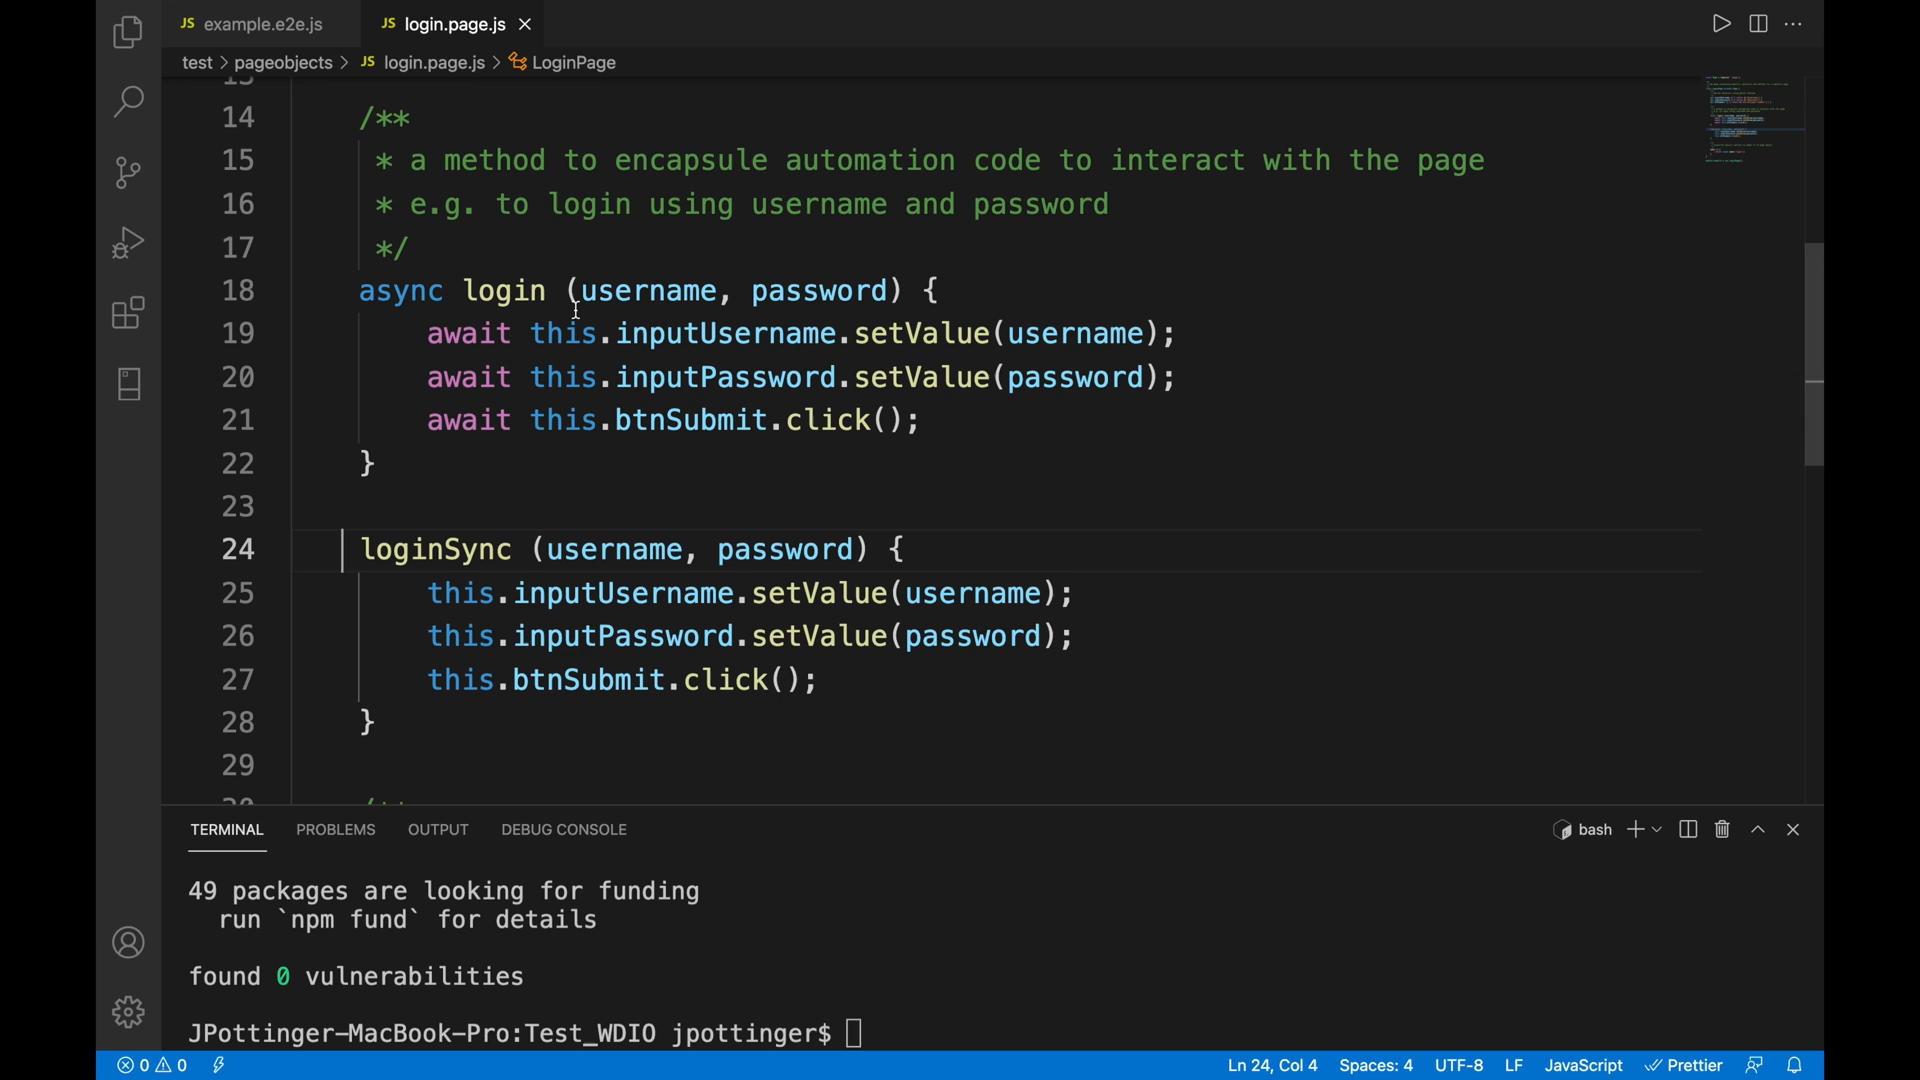 JS example.e2e.js
JS login.page.js
test > pageobjects > JS login.page.js > LoginPage
14 /**
15 * a method to encapsule automation code to interact with the page
16 * e.g. to login using username and password
17 */
18 async login (username, password) {
19 await this.inputUsername.setValue(username);
20 await this.inputPassword.setValue(password);
21 await this.btnSubmit.click();
22 }
23
24 loginSync (username, password) {
25 this.inputUsername.setValue(username);
26 this.inputPassword.setValue(password);
27 this.btnSubmit.click();
28 }
29
TERMINAL PROBLEMS OUTPUT DEBUG CONSOLE bash
49 packages are looking for funding
run `npm fund` for details
found 0 vulnerabilities
JPottinger-MacBook-Pro:Test_WDIO jpottinger$
0 0 Ln 24, Col 4 Spaces: 4 UTF-8 LF JavaScript Prettier